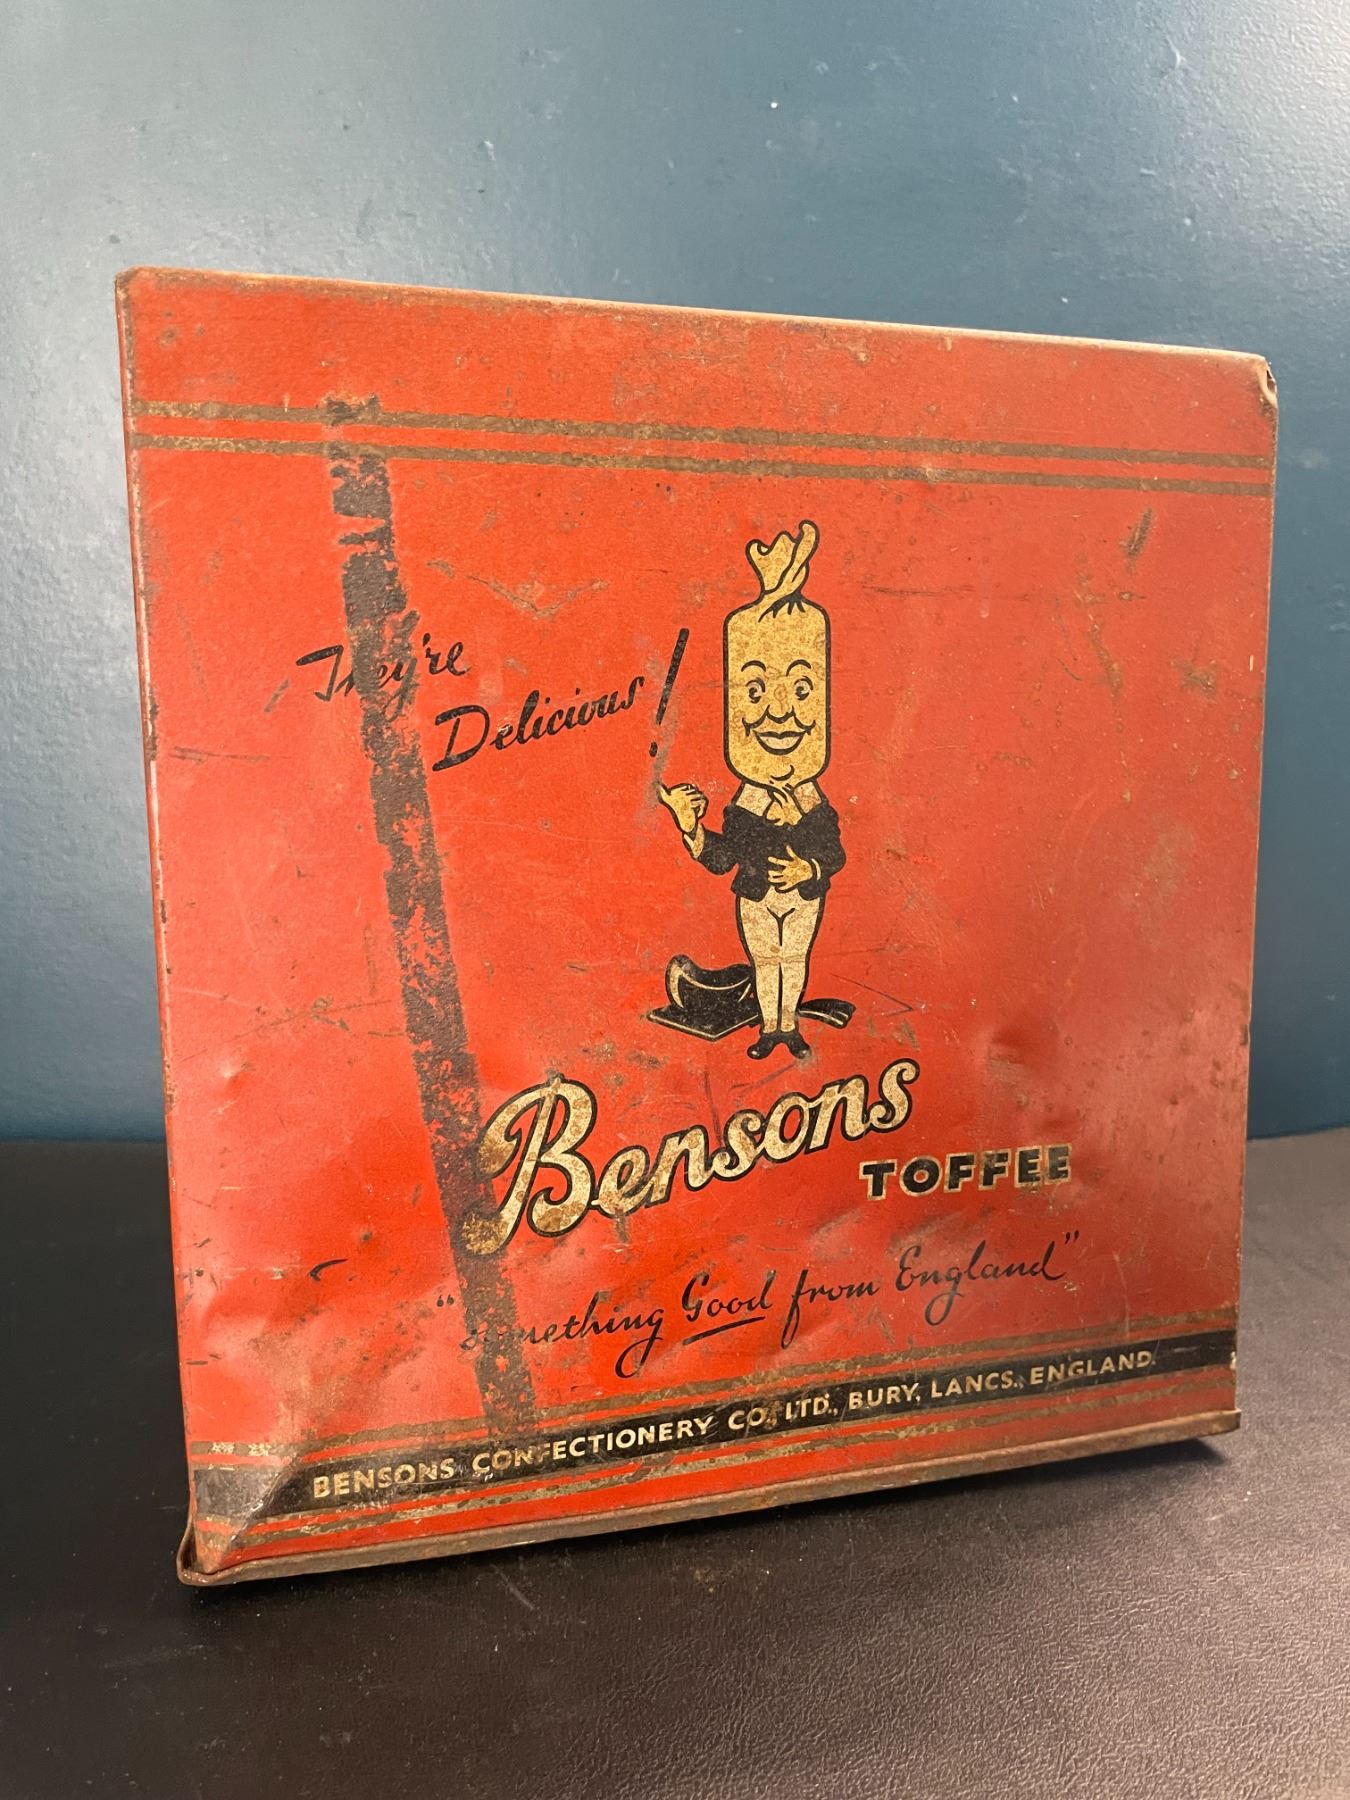 They're
Delicious!
Bensons
TOFFEE
"something Good from England"
BENSONS CONFECTIONERY CO. LTD., BURY, LANCS., ENGLAND.